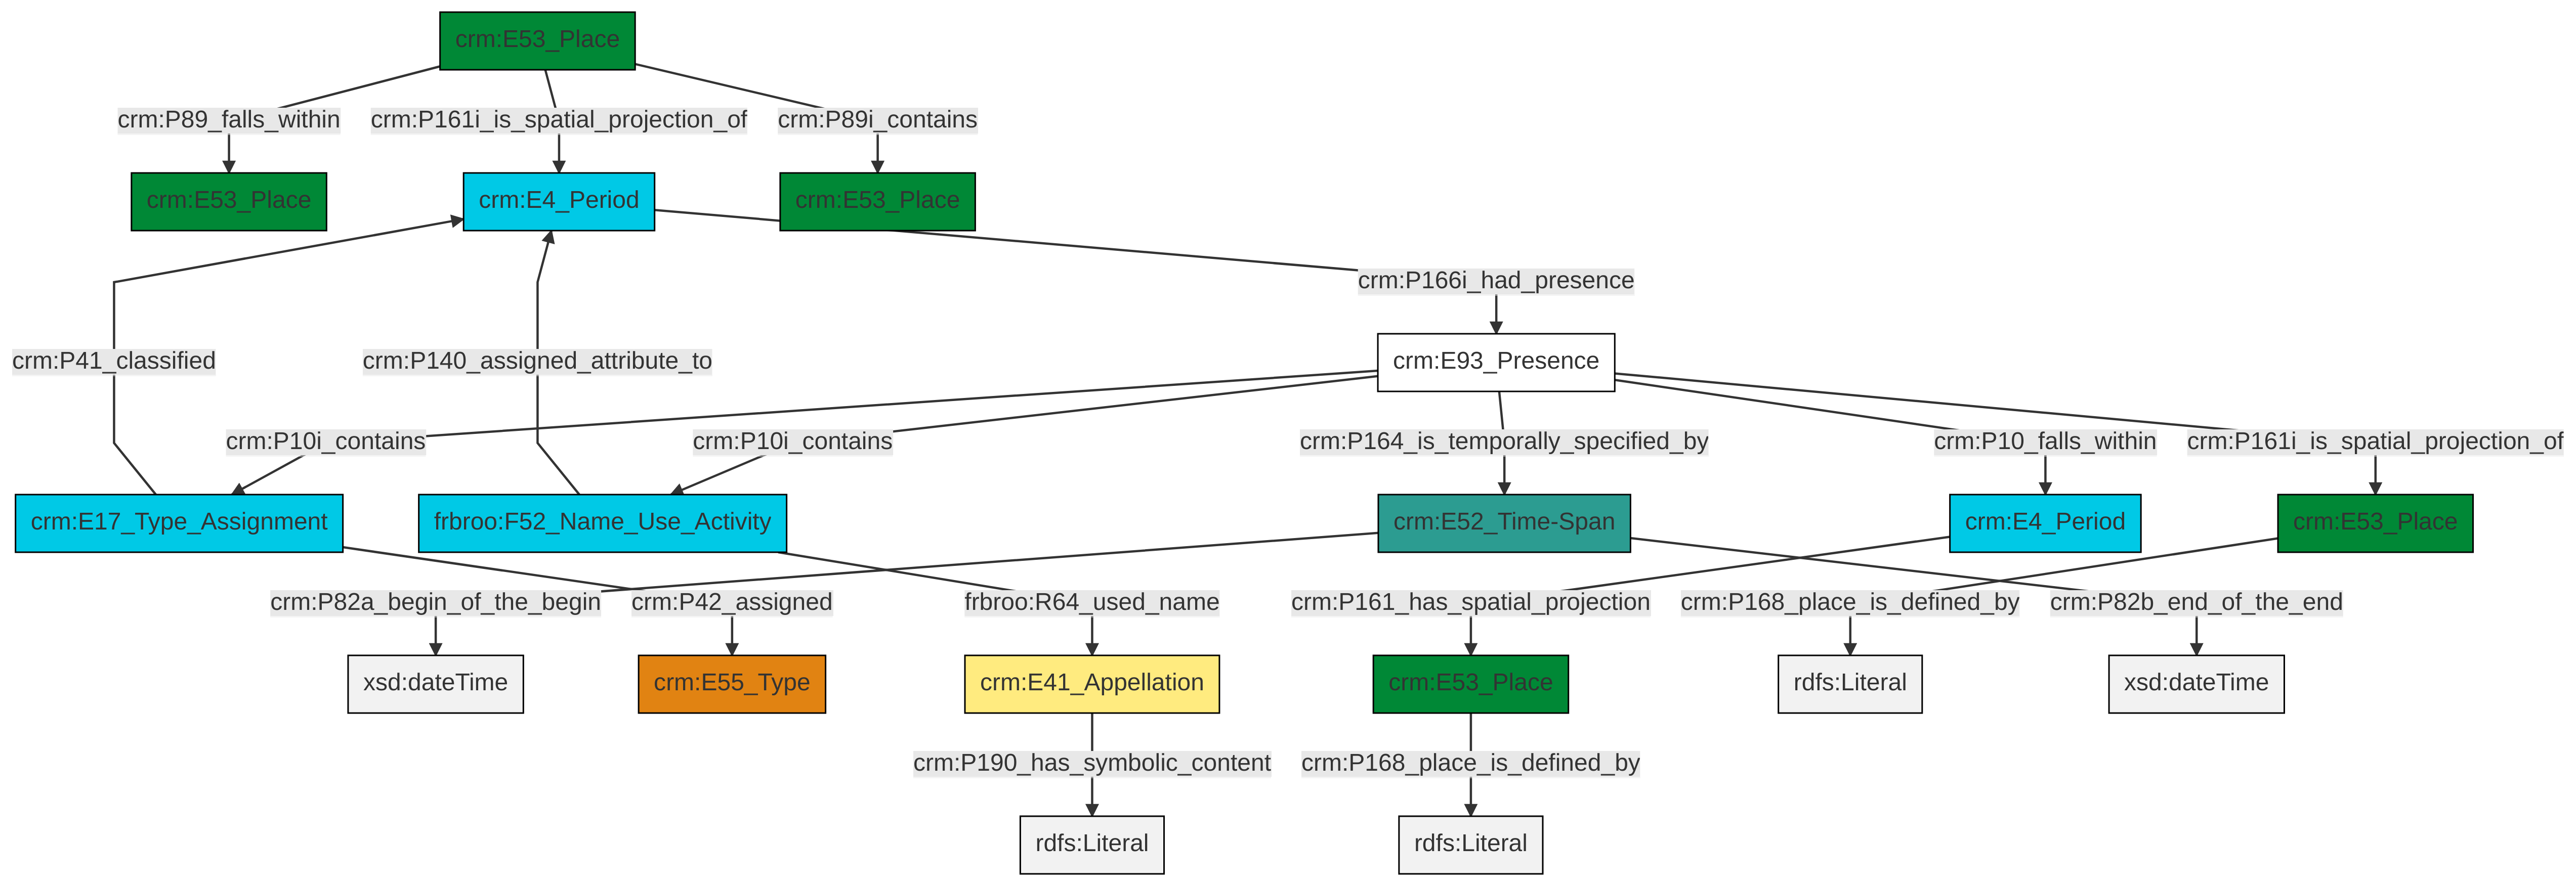 crm:E53_Place
crm:P89_falls_within
crm:P161i_is_spatial_projection_of
crm:P89i_contains
crm:E53_Place
crm:E4_Period
crm:E53_Place
crm:P166i_had_presence
crm:P41_classified
crm:P140_assigned_attribute_to
crm:E93_Presence
crm:P10i_contains
crm:P10i_contains
crm:P164_is_temporally_specified_by
crm:P10_falls_within
crm:P161i_is_spatial_projection_of
crm:E17_Type_Assignment
frbroo:F52_Name_Use_Activity
crm:E52_Time-Span
crm:E4_Period
crm:E53_Place
crm:P82a_begin_of_the_begin
crm:P42_assigned
frbroo:R64_used_name
crm:P161_has_spatial_projection
crm:P168_place_is_defined_by
crm:P82b_end_of_the_end
xsd:dateTime
crm:E55_Type
crm:E41_Appellation
crm:E53_Place
rdfs:Literal
xsd:dateTime
crm:P190_has_symbolic_content
crm:P168_place_is_defined_by
rdfs:Literal
rdfs:Literal